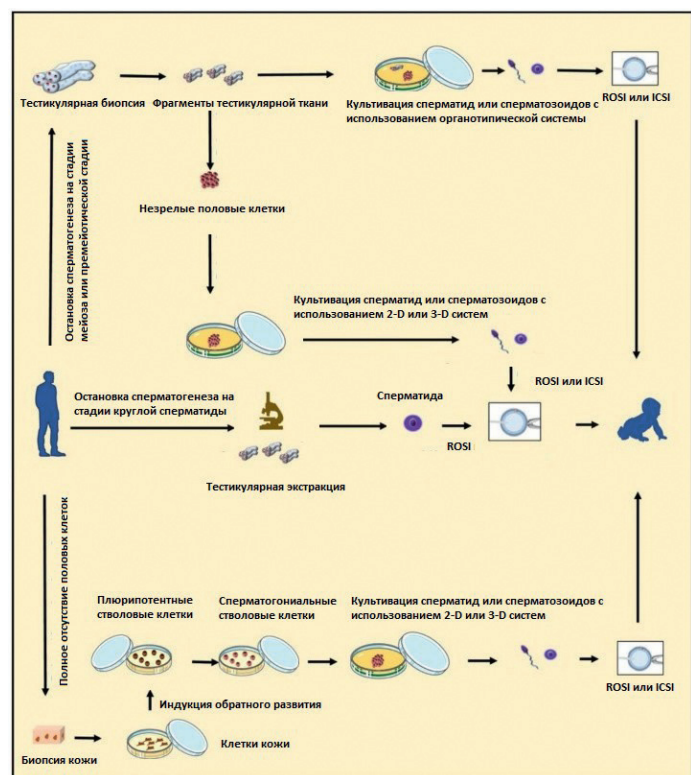 Тестикулярная биопсия
Фрагменты тестикулярной ткани
Культивация сперматид или сперматозоидов с
использованием органотипической системы
ROSI или ICSI
Остановка сперматогенеза на стадии
мейоза или премейотической стадии
Незрелые половые клетки
Культивация сперматид или сперматозоидов с
использованием 2-D или 3-D систем
ROSI или ICSI
Остановка сперматогенеза на
стадии круглой сперматиды
Сперматида
ROSI
Тестикулярная экстракция
Полное отсутствие половых клеток
Плюрипотентные
стволовые клетки
Сперматогониальные
стволовые клетки
Культивация сперматид или сперматозоидов с
использованием 2-D или 3-D систем
ROSI или ICSI
Индукция обратного развития
Биопсия кожи
Клетки кожи